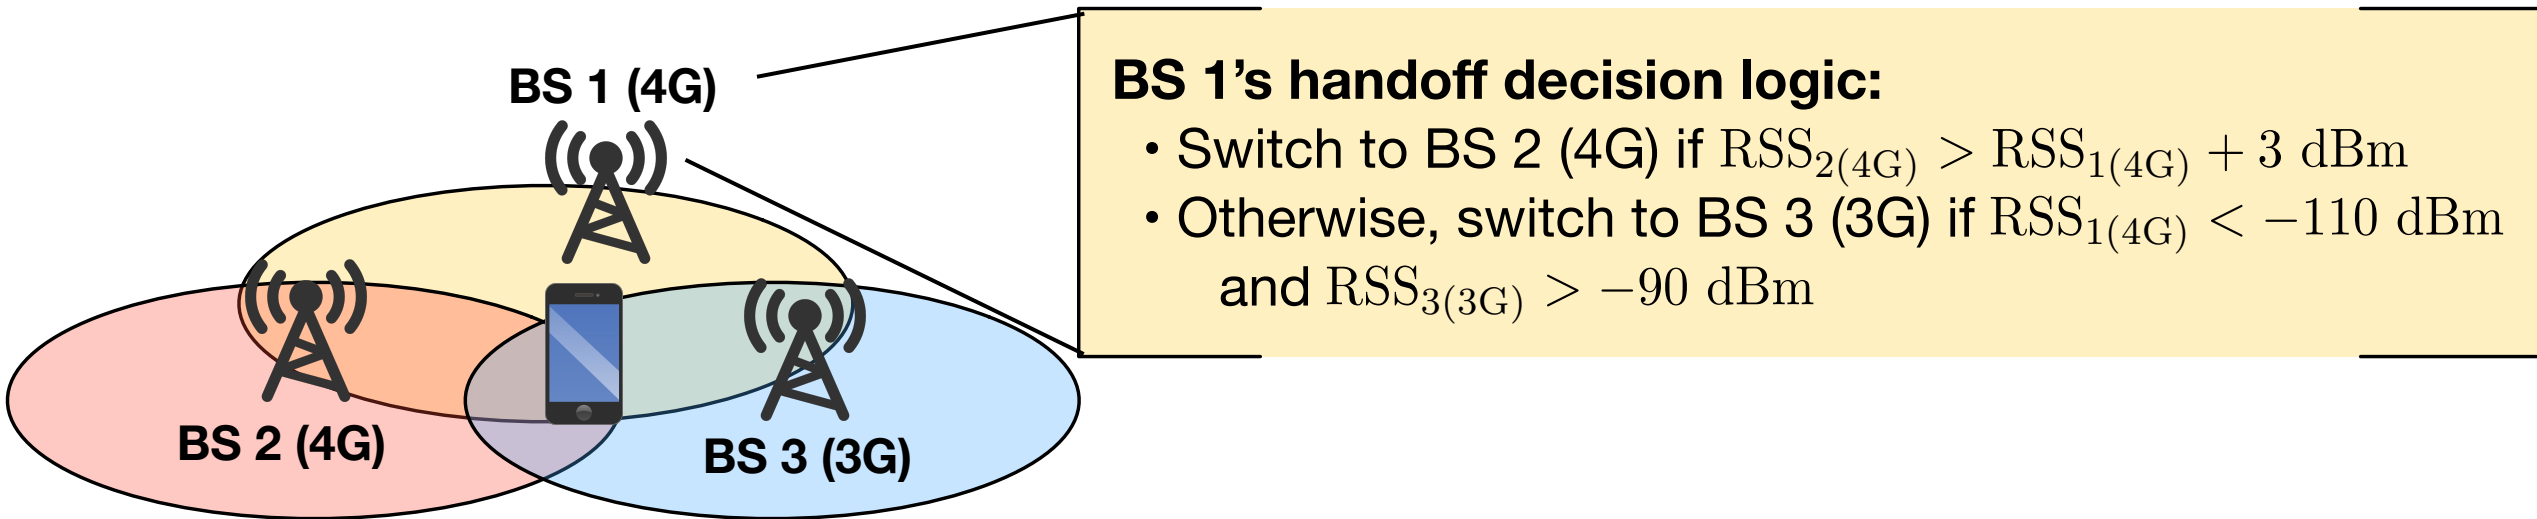 BS 1 (4G)
BS 2 (4G)
BS 3 (3G)
BS 1’s handoff decision logic:
• Switch to BS 2 (4G) if RSS₂₍₄G₎ > RSS₁₍₄G₎ + 3 dBm
• Otherwise, switch to BS 3 (3G) if RSS₁₍₄G₎ < −110 dBm
and RSS₃₍₃G₎ > −90 dBm